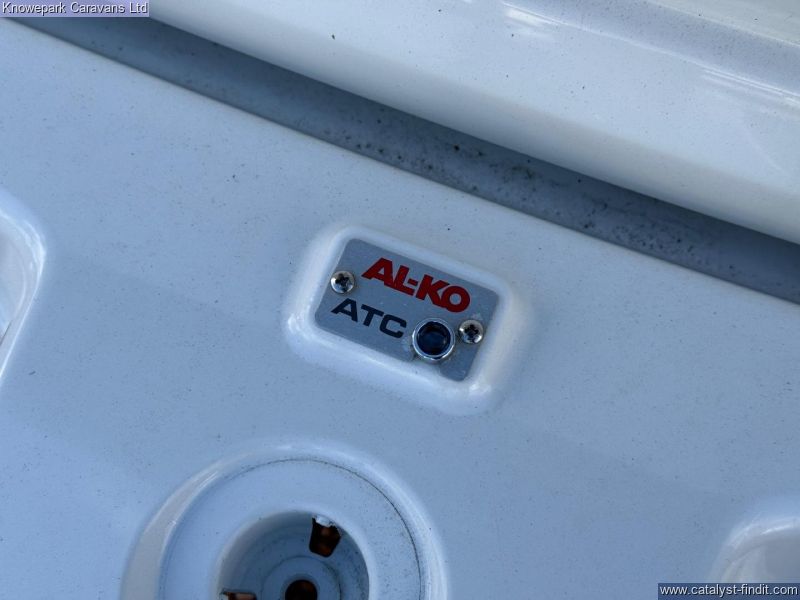 Knowepark Caravans Ltd
AL-KO
ATC
www.catalyst-findit.com